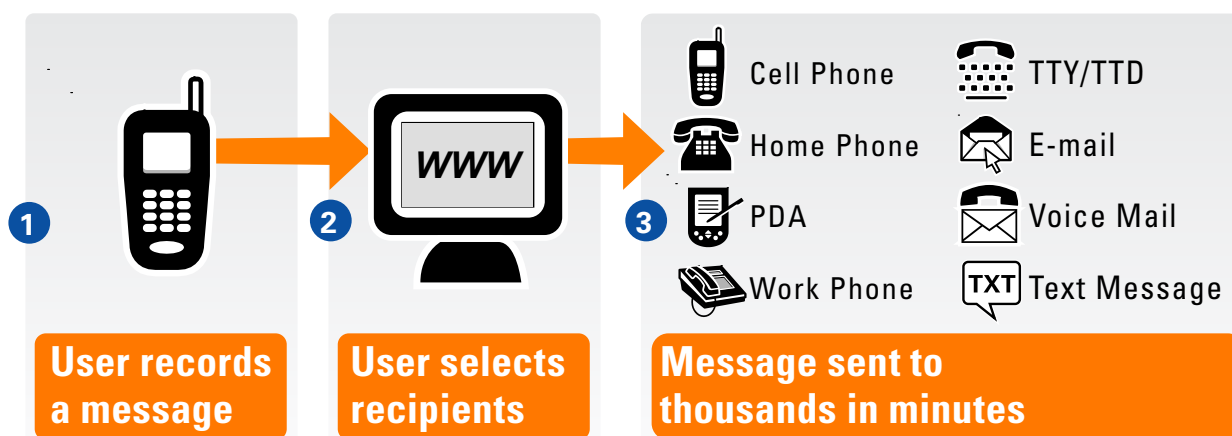 1
User records
a message
2
WWW
User selects
recipients
3
Cell Phone
Home Phone
PDA
Work Phone
TTY/TTD
E-mail
Voice Mail
TXT Text Message
Message sent to
thousands in minutes